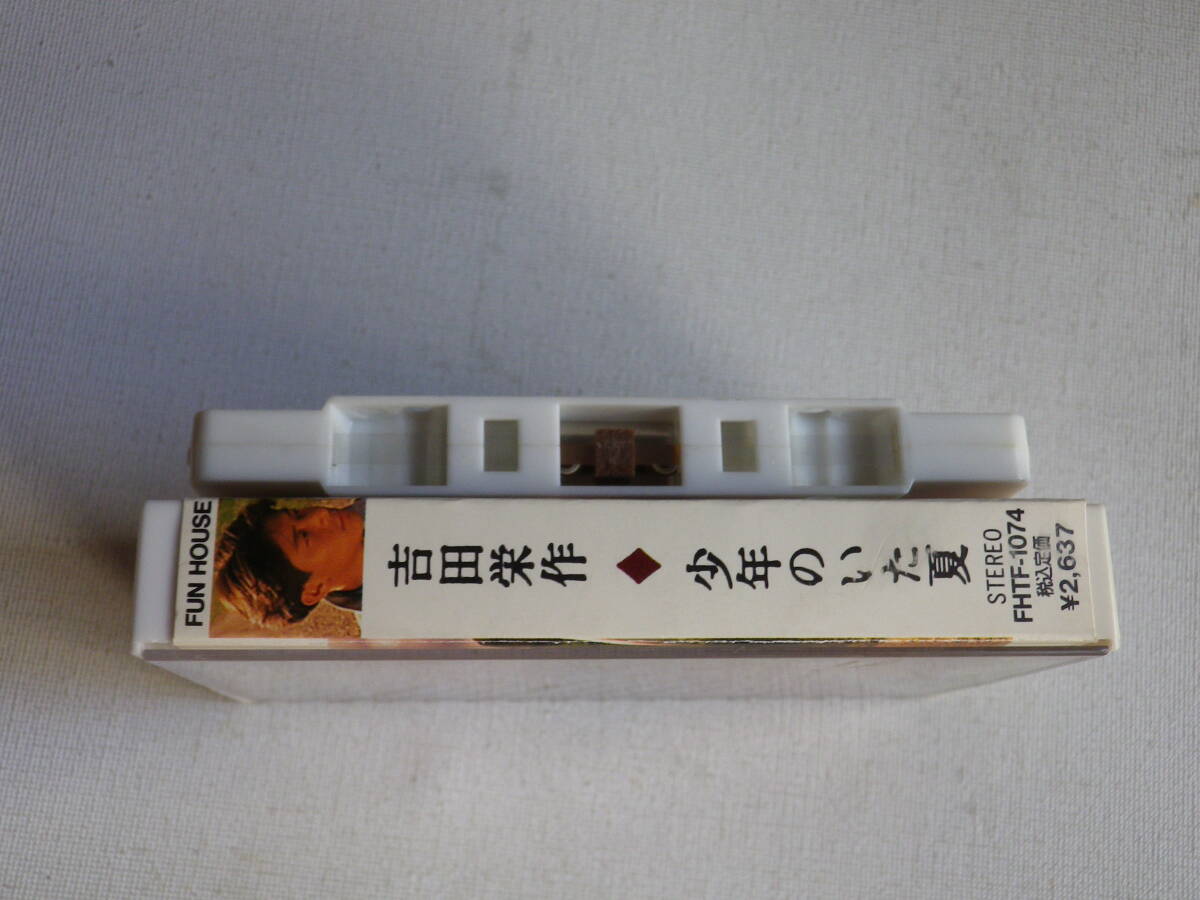 FUN HOUSE
吉田栄作◆少年のいた夏
STEREO
FHTF-1074
税込定価
¥2,637